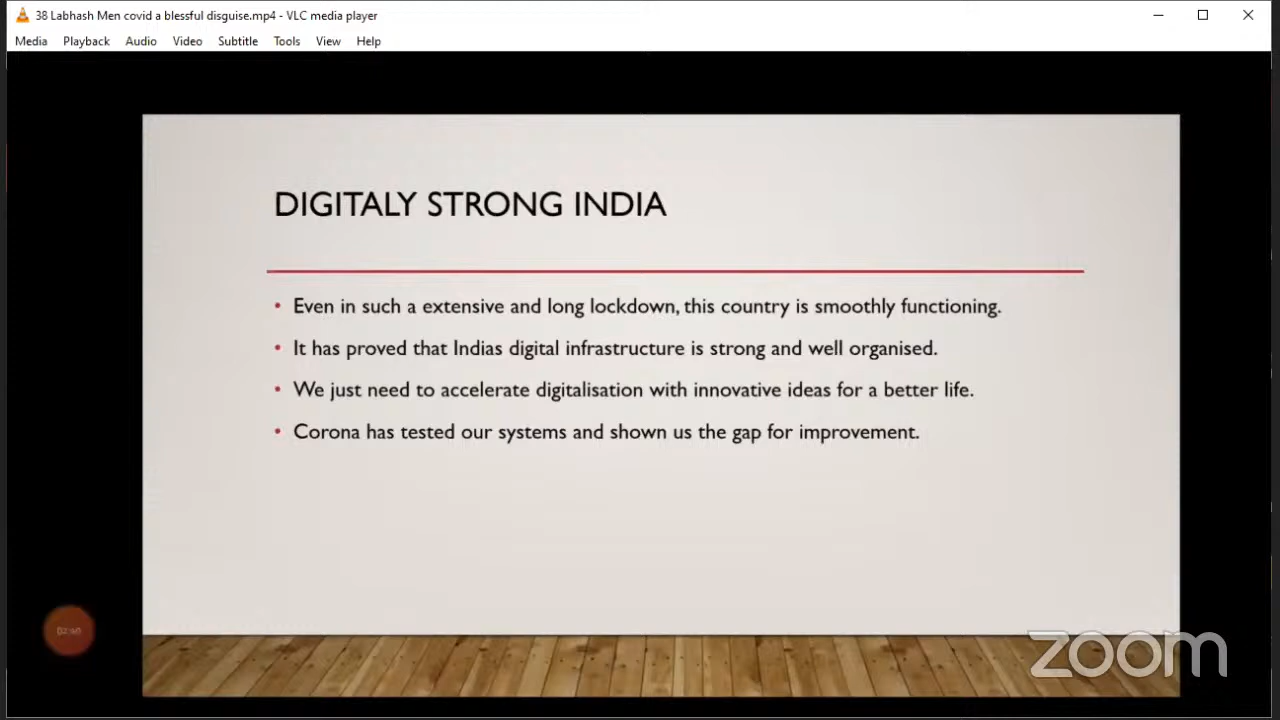 38 Labhash Men covid a blessful disguise.mp4 - VLC media player
Media Playback Audio Video Subtitle Tools View Help
DIGITALY STRONG INDIA
• Even in such a extensive and long lockdown, this country is smoothly functioning.
• It has proved that Indias digital infrastructure is strong and well organised.
• We just need to accelerate digitalisation with innovative ideas for a better life.
• Corona has tested our systems and shown us the gap for improvement.
zoom